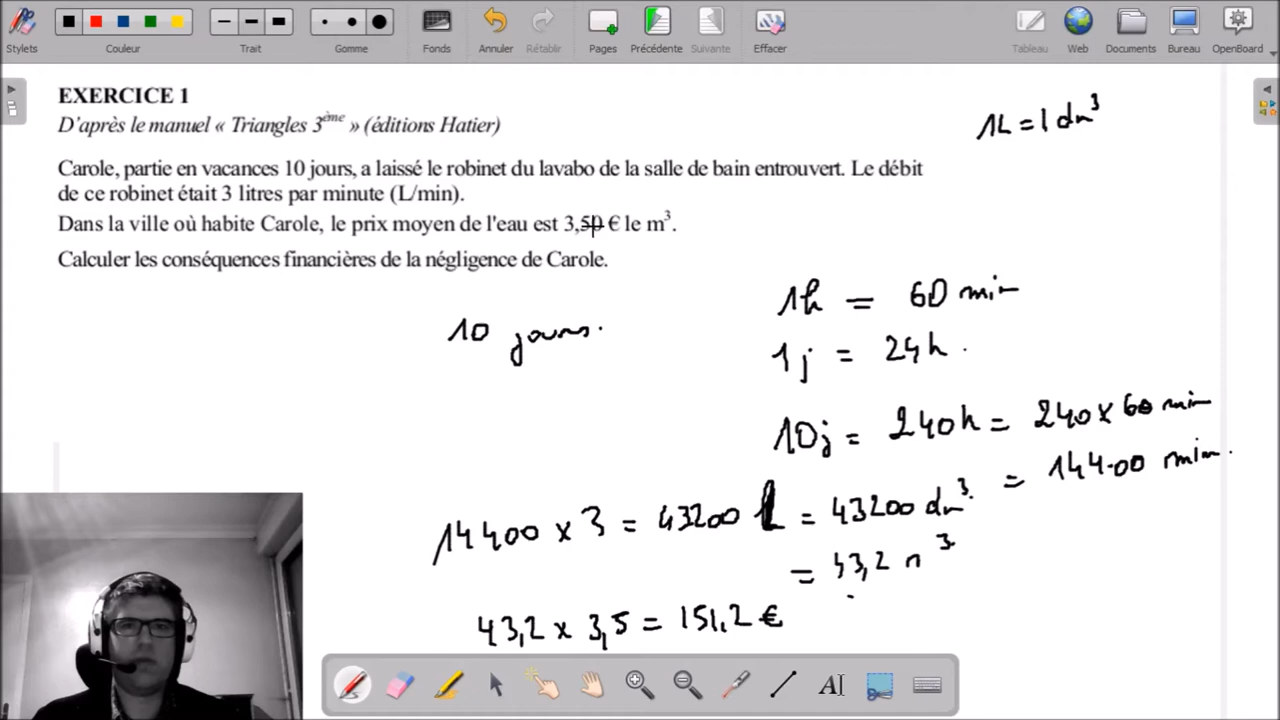 Stylets
Couleur
Trait
Gomme
Fonds
Annuler
Rétablir
Pages
Précédente
Suivante
Effacer
Tableau
Web
Documents
Bureau
OpenBoard
EXERCICE 1
D'après le manuel « Triangles 3ème » (éditions Hatier)
1L = 1 dm³
Carole, partie en vacances 10 jours, a laissé le robinet du lavabo de la salle de bain entrouvert. Le débit
de ce robinet était 3 litres par minute (L/min).
Dans la ville où habite Carole, le prix moyen de l'eau est 3,50 € le m³.
Calculer les conséquences financières de la négligence de Carole.
10 jours.
1h = 60 min
1j = 24h.
10j = 240h = 240 x 60 min
= 14400 min.
14400 x 3 = 43200 L = 43200 dm³.
= 43,2 m³
43,2 x 3,5 = 151,2 €
AI